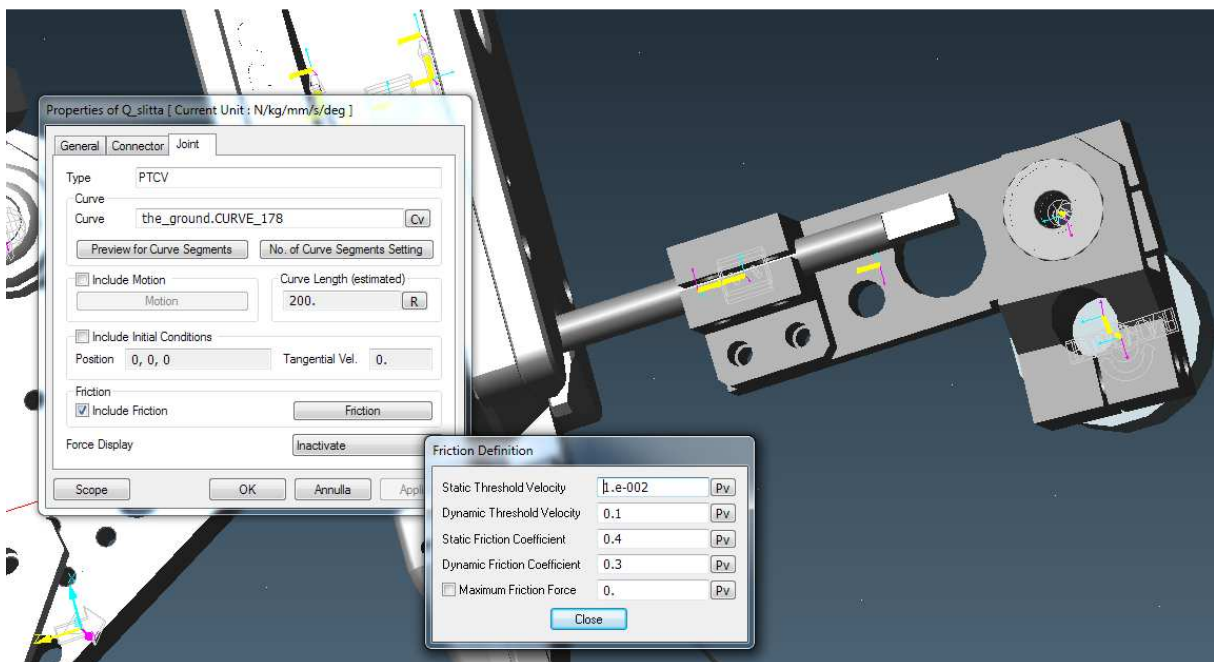 Properties of Q_slitta [ Current Unit : N/kg/mm/s/deg ]
General Connector Joint
Type PTCV
Curve
Curve the_ground.CURVE_178 Cv
Preview for Curve Segments No. of Curve Segments Setting
Include Motion Curve Length (estimated)
Motion 200. R
Include Initial Conditions
Position 0, 0, 0 Tangential Vel. 0.
Friction
Include Friction Friction
Force Display Inactivate
Scope OK Annulla
Friction Definition
Static Threshold Velocity 1.e-002 Pv
Dynamic Threshold Velocity 0.1 Pv
Static Friction Coefficient 0.4 Pv
Dynamic Friction Coefficient 0.3 Pv
Maximum Friction Force 0. Pv
Close